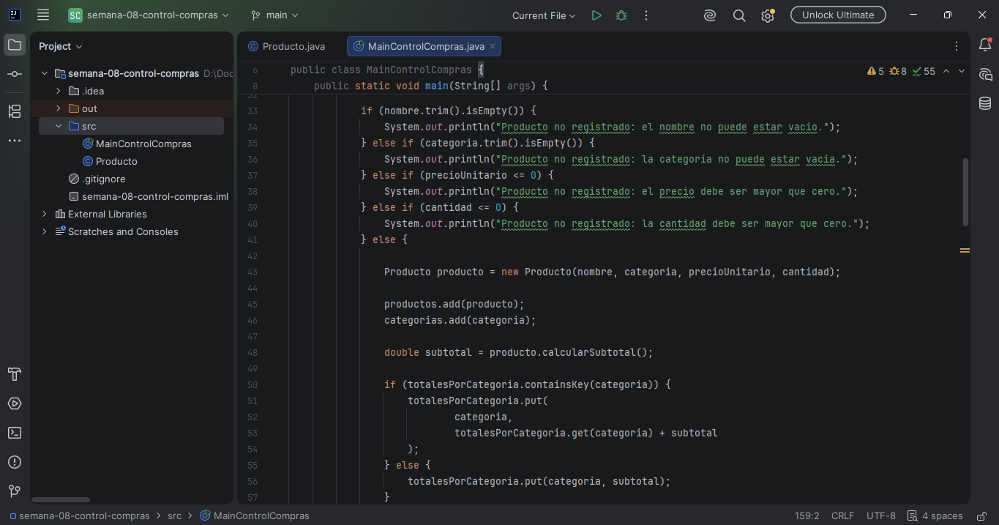 SC semana-08-control-compras main Current File Unlock Ultimate
Project
Producto.java MainControlCompras.java
semana-08-control-compras D:\Doc
.idea
out
src
MainControlCompras
Producto
.gitignore
semana-08-control-compras.iml
External Libraries
Scratches and Consoles
5 8 55
6 public class MainControlCompras {
8 public static void main(String[] args) {
32
33 if (nombre.trim().isEmpty()) {
34 System.out.println("Producto no registrado: el nombre no puede estar vacío.");
35 } else if (categoria.trim().isEmpty()) {
36 System.out.println("Producto no registrado: la categoría no puede estar vacía.");
37 } else if (precioUnitario <= 0) {
38 System.out.println("Producto no registrado: el precio debe ser mayor que cero.");
39 } else if (cantidad <= 0) {
40 System.out.println("Producto no registrado: la cantidad debe ser mayor que cero.");
41 } else {
42
43 Producto producto = new Producto(nombre, categoria, precioUnitario, cantidad);
44
45 productos.add(producto);
46 categorias.add(categoria);
47
48 double subtotal = producto.calcularSubtotal();
49
50 if (totalesPorCategoria.containsKey(categoria)) {
51 totalesPorCategoria.put(
52 categoria,
53 totalesPorCategoria.get(categoria) + subtotal
54 );
55 } else {
56 totalesPorCategoria.put(categoria, subtotal);
57 }
semana-08-control-compras > src > MainControlCompras 159:2 CRLF UTF-8 4 spaces